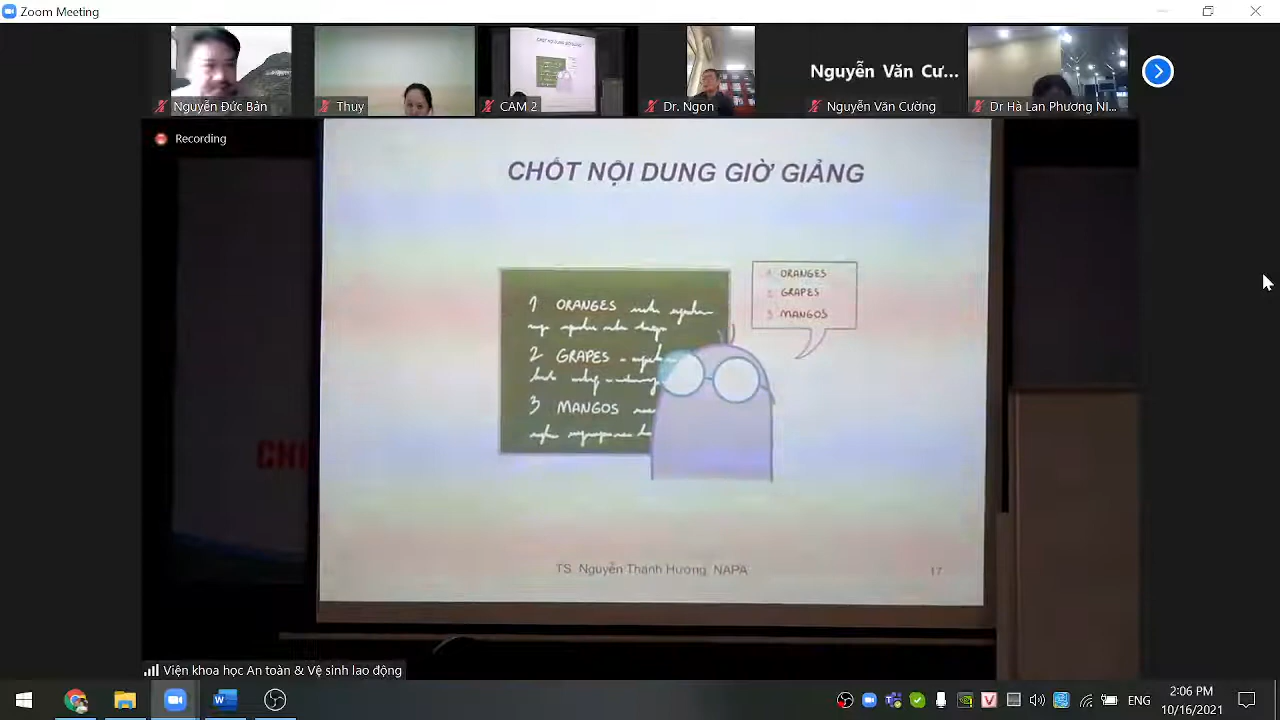 Zoom Meeting
Nguyễn Đức Bản
Thuy
CAM 2
Dr. Ngon
Nguyễn Văn Cư...
Nguyễn Văn Cường
Dr Hà Lan Phương NI...
Recording
CHỐT NỘI DUNG GIỜ GIẢNG
1 ORANGES
2 GRAPES
3 MANGOS
1 ORANGES
2 GRAPES
3 MANGOS
TS. Nguyễn Thanh Hương, NAPA
17
Viện khoa học An toàn & Vệ sinh lao động
ENG
2:06 PM
10/16/2021